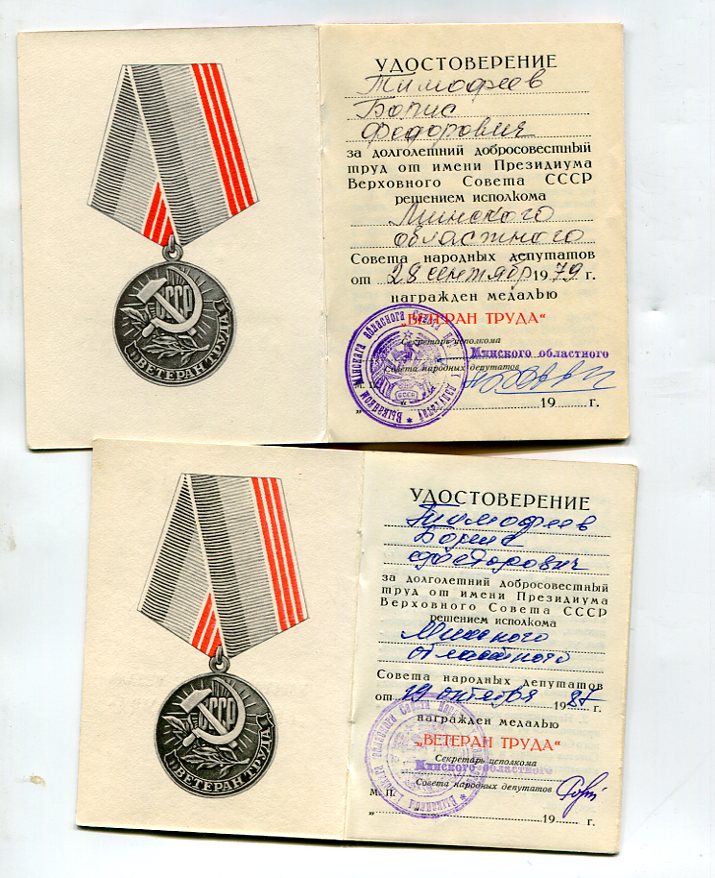 СССР
ВЕТЕРАН ТРУДА
УДОСТОВЕРЕНИЕ
Тимофеев
Борис
Федорович
за долголетний добросовестный
труд от имени Президиума
Верховного Совета СССР
решением исполкома
Минского
областного
Совета народных депутатов
от 28 сентябр 1979 г.
награжден медалью
„ВЕТЕРАН ТРУДА“
Секретарь исполкома
Минского областного
Совета народных депутатов
М. П.
„ 19 г.
СССР
ВЕТЕРАН ТРУДА
УДОСТОВЕРЕНИЕ
Тимофеев
Борис
Федорович
за долголетний добросовестный
труд от имени Президиума
Верховного Совета СССР
решением исполкома
Минского
областного
Совета народных депутатов
от 19 октября 1987 г.
награжден медалью
„ВЕТЕРАН ТРУДА“
Секретарь исполкома
Минского областного
Совета народных депутатов
М. П.
„ 19 г.